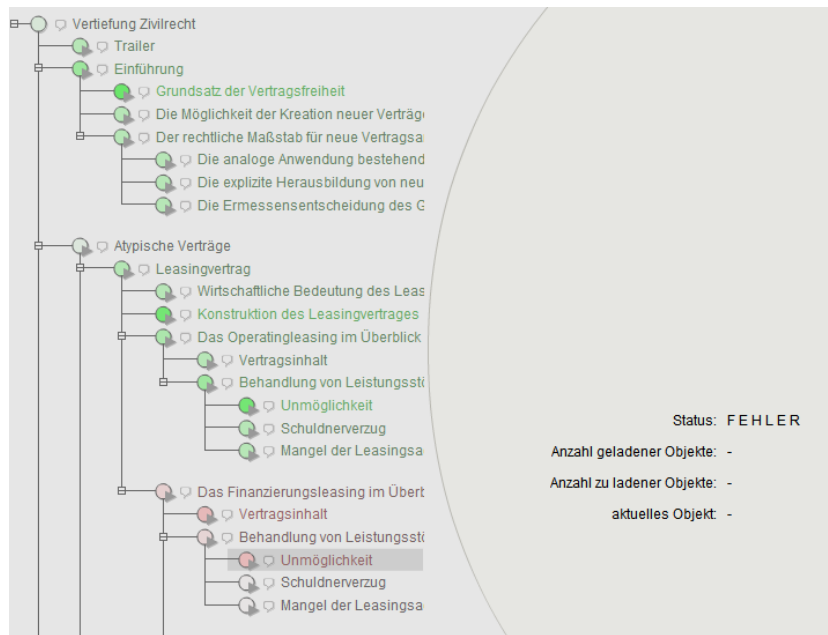 Vertiefung Zivilrecht
Trailer
Einführung
Grundsatz der Vertragsfreiheit
Die Möglichkeit der Kreation neuer Verträg
Der rechtliche Maßstab für neue Vertragsa
Die analoge Anwendung bestehend
Die explizite Herausbildung von neu
Die Ermessensentscheidung des G
Atypische Verträge
Leasingvertrag
Wirtschaftliche Bedeutung des Leas
Konstruktion des Leasingvertrages
Das Operatingleasing im Überblick
Vertragsinhalt
Behandlung von Leistungsstö
Unmöglichkeit
Schuldnerverzug
Mangel der Leasingsa
Das Finanzierungsleasing im Übert
Vertragsinhalt
Behandlung von Leistungsstö
Unmöglichkeit
Schuldnerverzug
Mangel der Leasingsa
Status: FEHLER
Anzahl geladener Objekte: -
Anzahl zu ladener Objekte: -
aktuelles Objekt: -